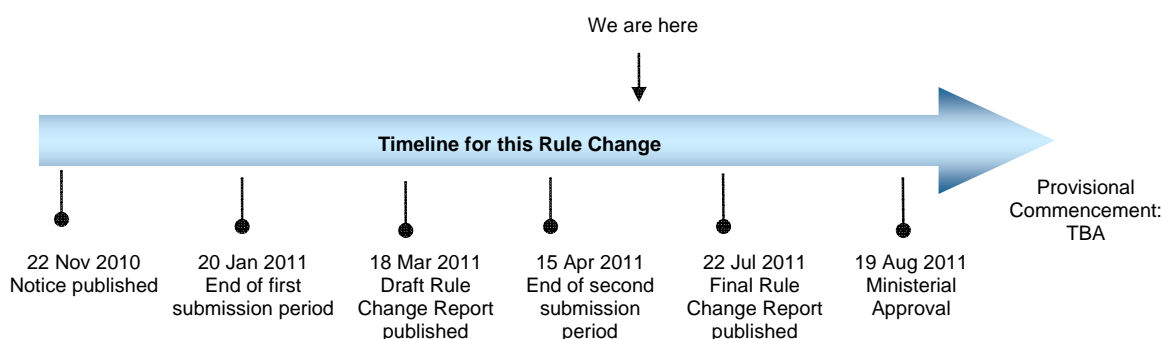 We are here
Timeline for this Rule Change
Provisional
Commencement:
TBA
22 Nov 2010
Notice published
20 Jan 2011
End of first
submission period
18 Mar 2011
Draft Rule
Change Report
published
15 Apr 2011
End of second
submission
period
22 Jul 2011
Final Rule
Change Report
published
19 Aug 2011
Ministerial
Approval